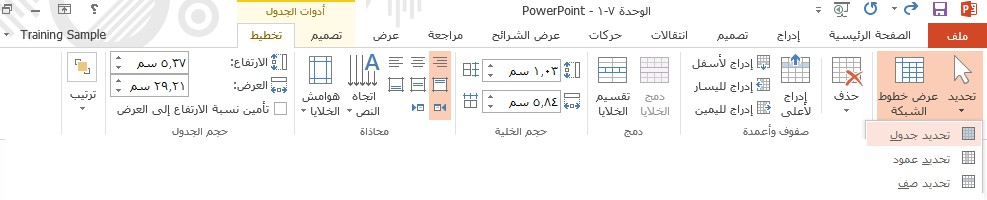 الوحدة ٧-١ - PowerPoint
أدوات الجدول
ملف
الصفحة الرئيسية
إدراج
تصميم
انتقالات
حركات
عرض الشرائح
مراجعة
عرض
تصميم
تخطيط
Training Sample
تحديد
عرض خطوط
الشبكة
حذف
إدراج
لأعلى
إدراج لأسفل
إدراج لليسار
إدراج لليمين
صفوف وأعمدة
دمج
الخلايا
تقسيم
الخلايا
دمج
١,٠٣ سم
٥,٨٤ سم
حجم الخلية
اتجاه
النص
هوامش
الخلايا
محاذاة
الارتفاع: ٥,٣٧ سم
العرض: ٢٩,٢١ سم
تأمين نسبة الارتفاع إلى العرض
حجم الجدول
ترتيب
تحديد جدول
تحديد عمود
تحديد صف